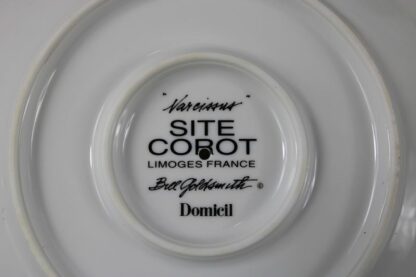 "Narcissus"
SITE
COROT
LIMOGES FRANCE
Bill Goldsmith ©
Domicil